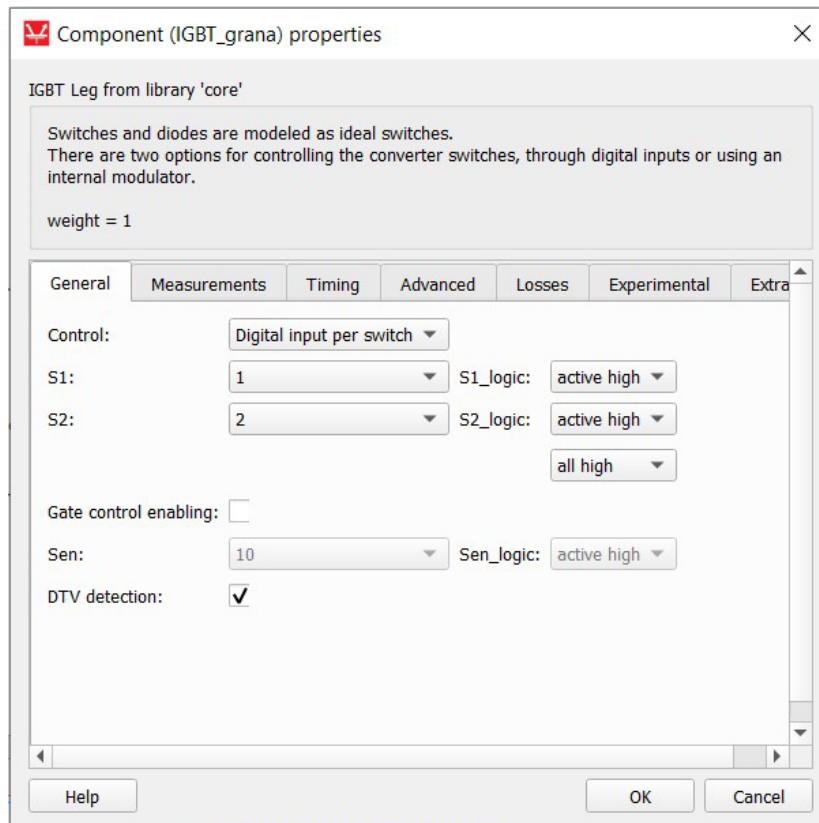 Component (IGBT_grana) properties
IGBT Leg from library 'core'
Switches and diodes are modeled as ideal switches.
There are two options for controlling the converter switches, through digital inputs or using an
internal modulator.
weight = 1
General Measurements Timing Advanced Losses Experimental Extra
Control: Digital input per switch
S1: 1 S1_logic: active high
S2: 2 S2_logic: active high
all high
Gate control enabling:
Sen: 10 Sen_logic: active high
DTV detection:
Help OK Cancel